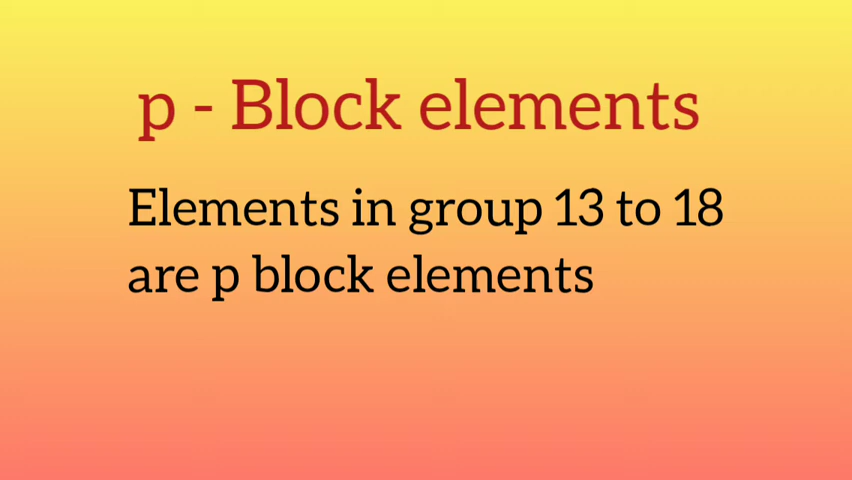 p - Block elements
Elements in group 13 to 18
are p block elements